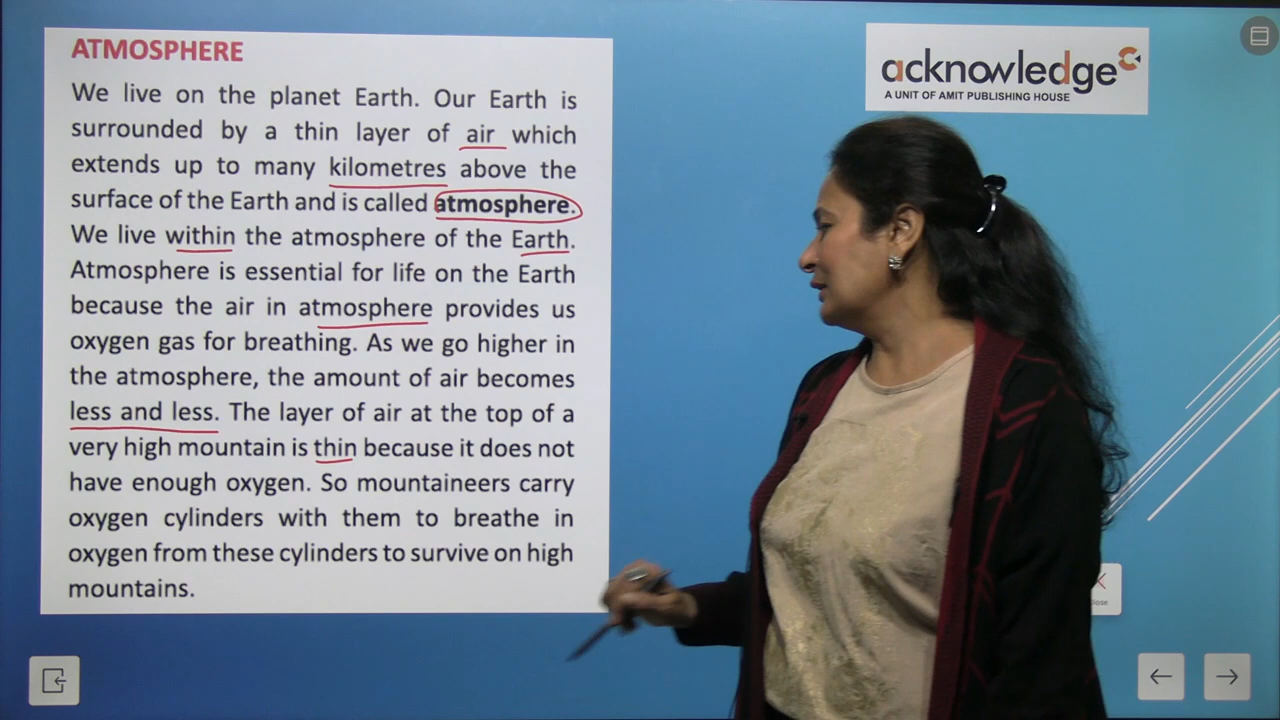 ATMOSPHERE
We live on the planet Earth. Our Earth is
surrounded by a thin layer of air which
extends up to many kilometres above the
surface of the Earth and is called atmosphere.
We live within the atmosphere of the Earth.
Atmosphere is essential for life on the Earth
because the air in atmosphere provides us
oxygen gas for breathing. As we go higher in
the atmosphere, the amount of air becomes
less and less. The layer of air at the top of a
very high mountain is thin because it does not
have enough oxygen. So mountaineers carry
oxygen cylinders with them to breathe in
oxygen from these cylinders to survive on high
mountains.
acknowledge
A UNIT OF AMIT PUBLISHING HOUSE